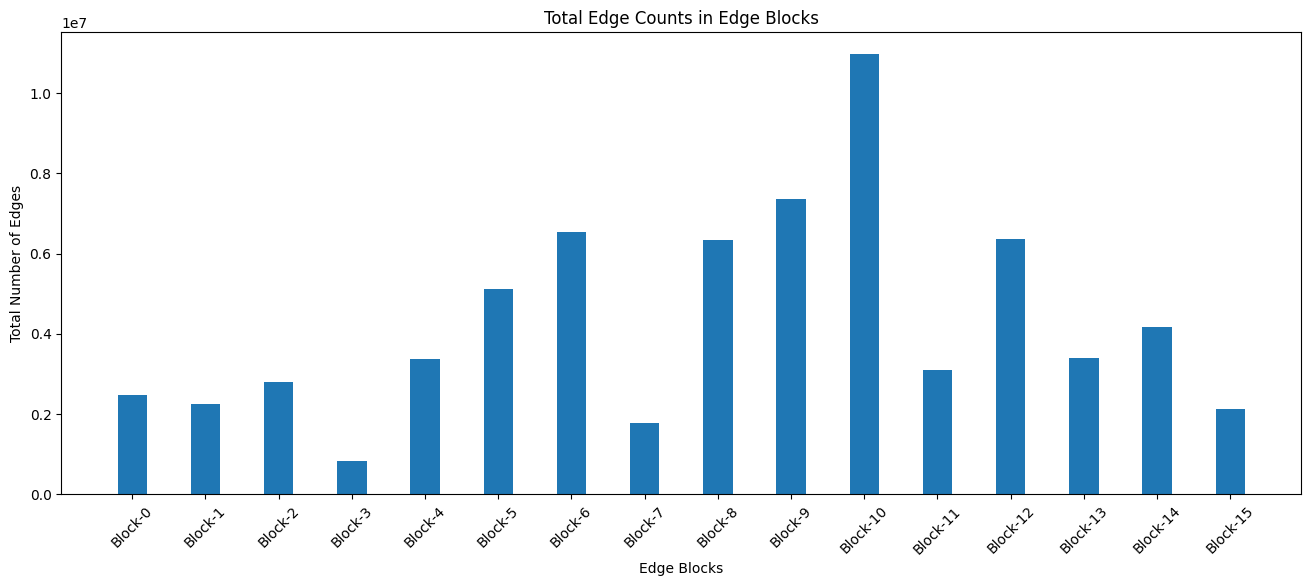 Total Edge Counts in Edge Blocks
1e7
1.0
0.8
0.6
0.4
0.2
0.0
Total Number of Edges
Block-0
Block-1
Block-2
Block-3
Block-4
Block-5
Block-6
Block-7
Block-8
Block-9
Block-10
Block-11
Block-12
Block-13
Block-14
Block-15
Edge Blocks